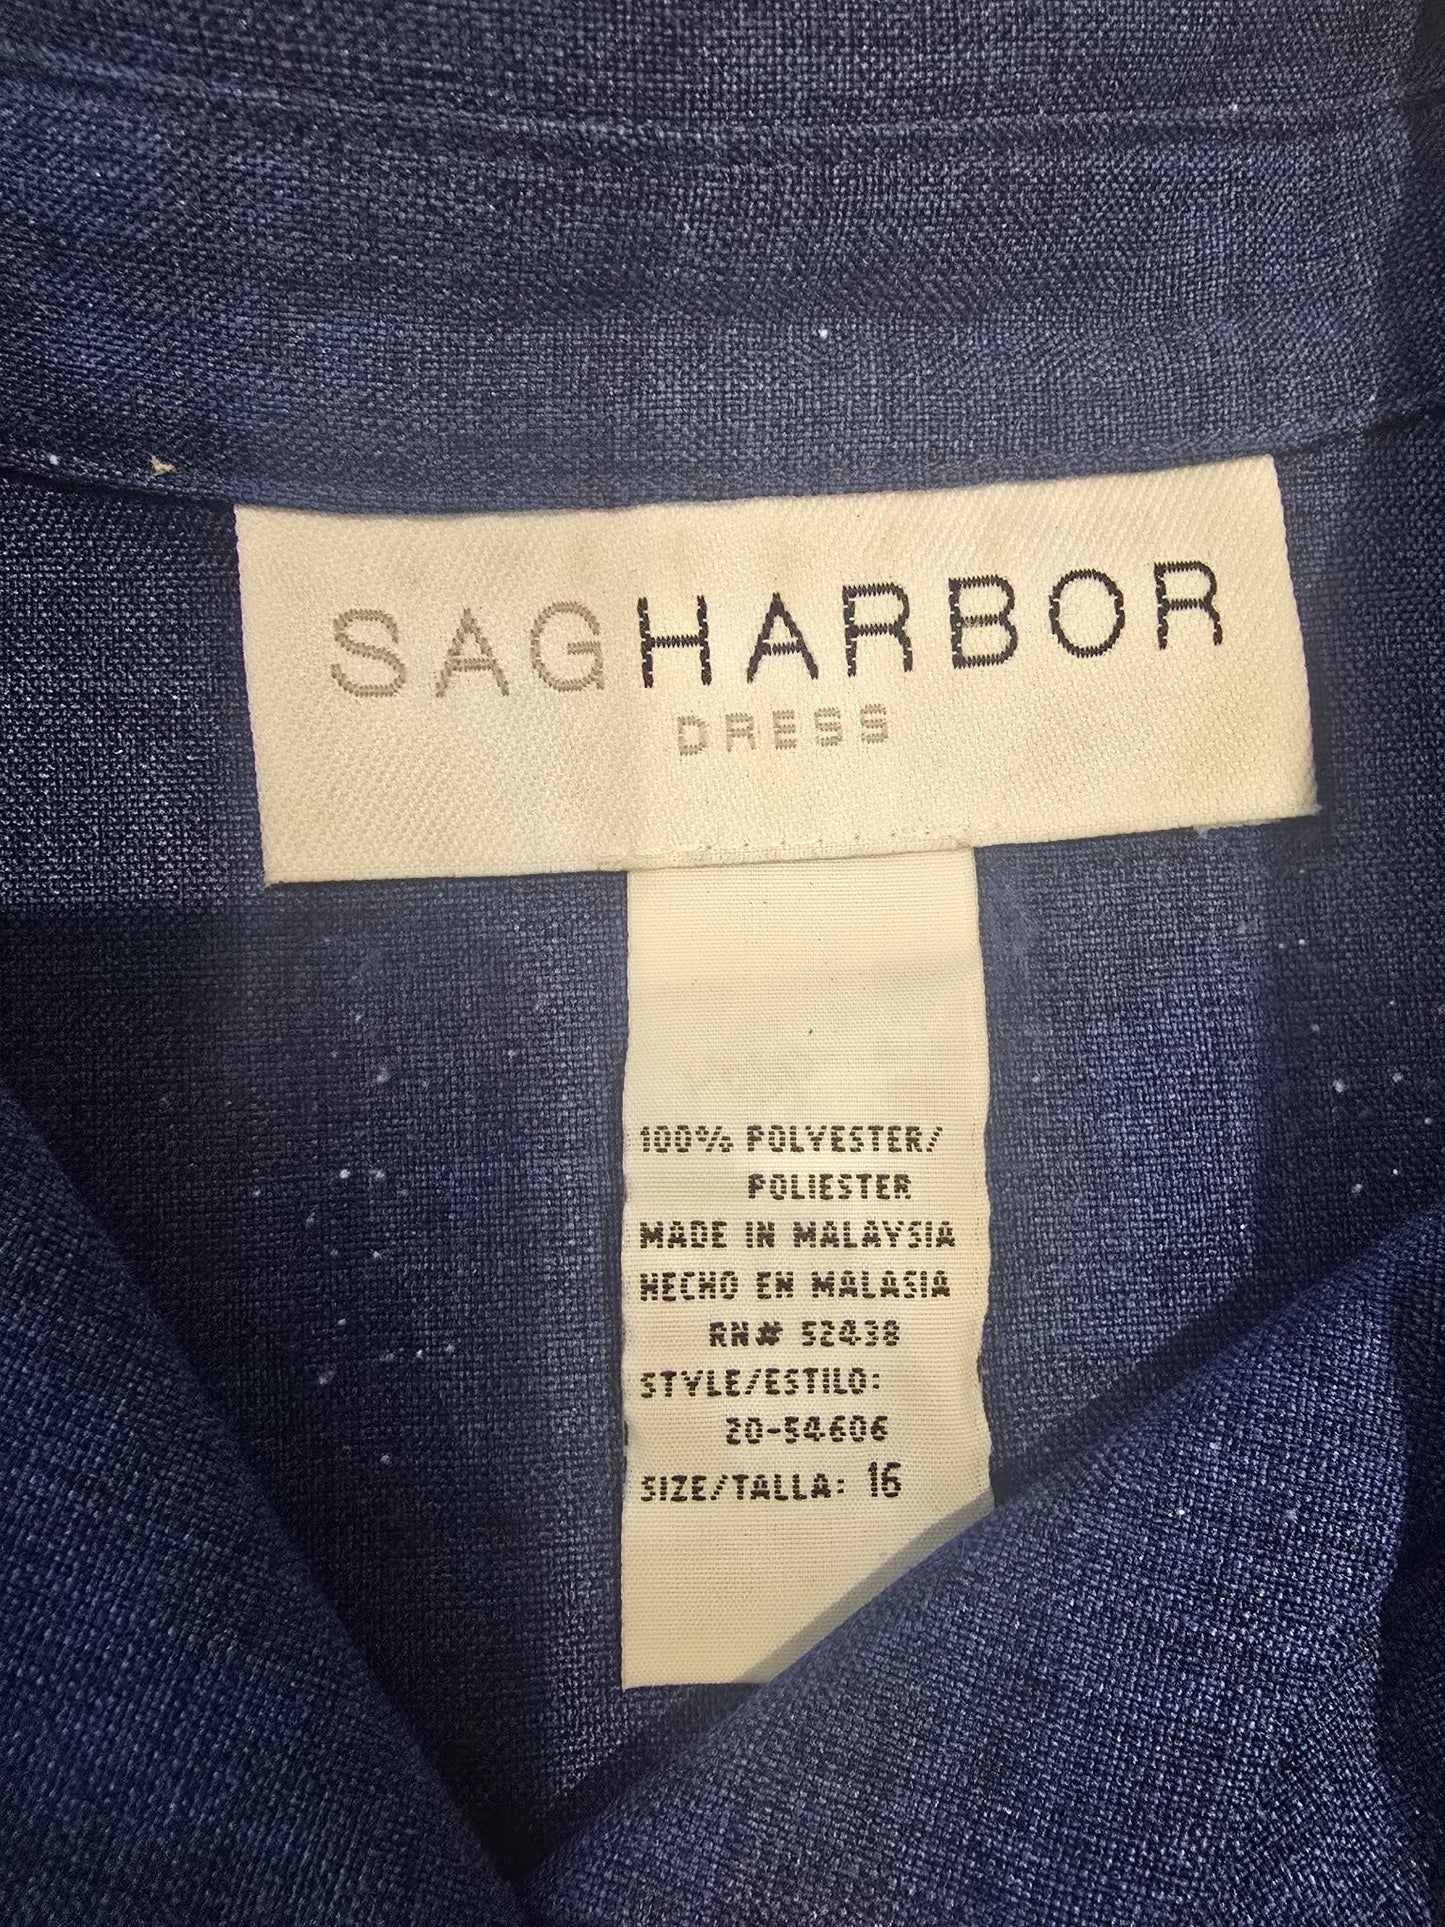 SAGHARBOR
DRESS
100% POLYESTER/
POLIESTER
MADE IN MALAYSIA
HECHO EN MALASIA
RN# 52438
STYLE/ESTILO:
20-54606
SIZE/TALLA: 16